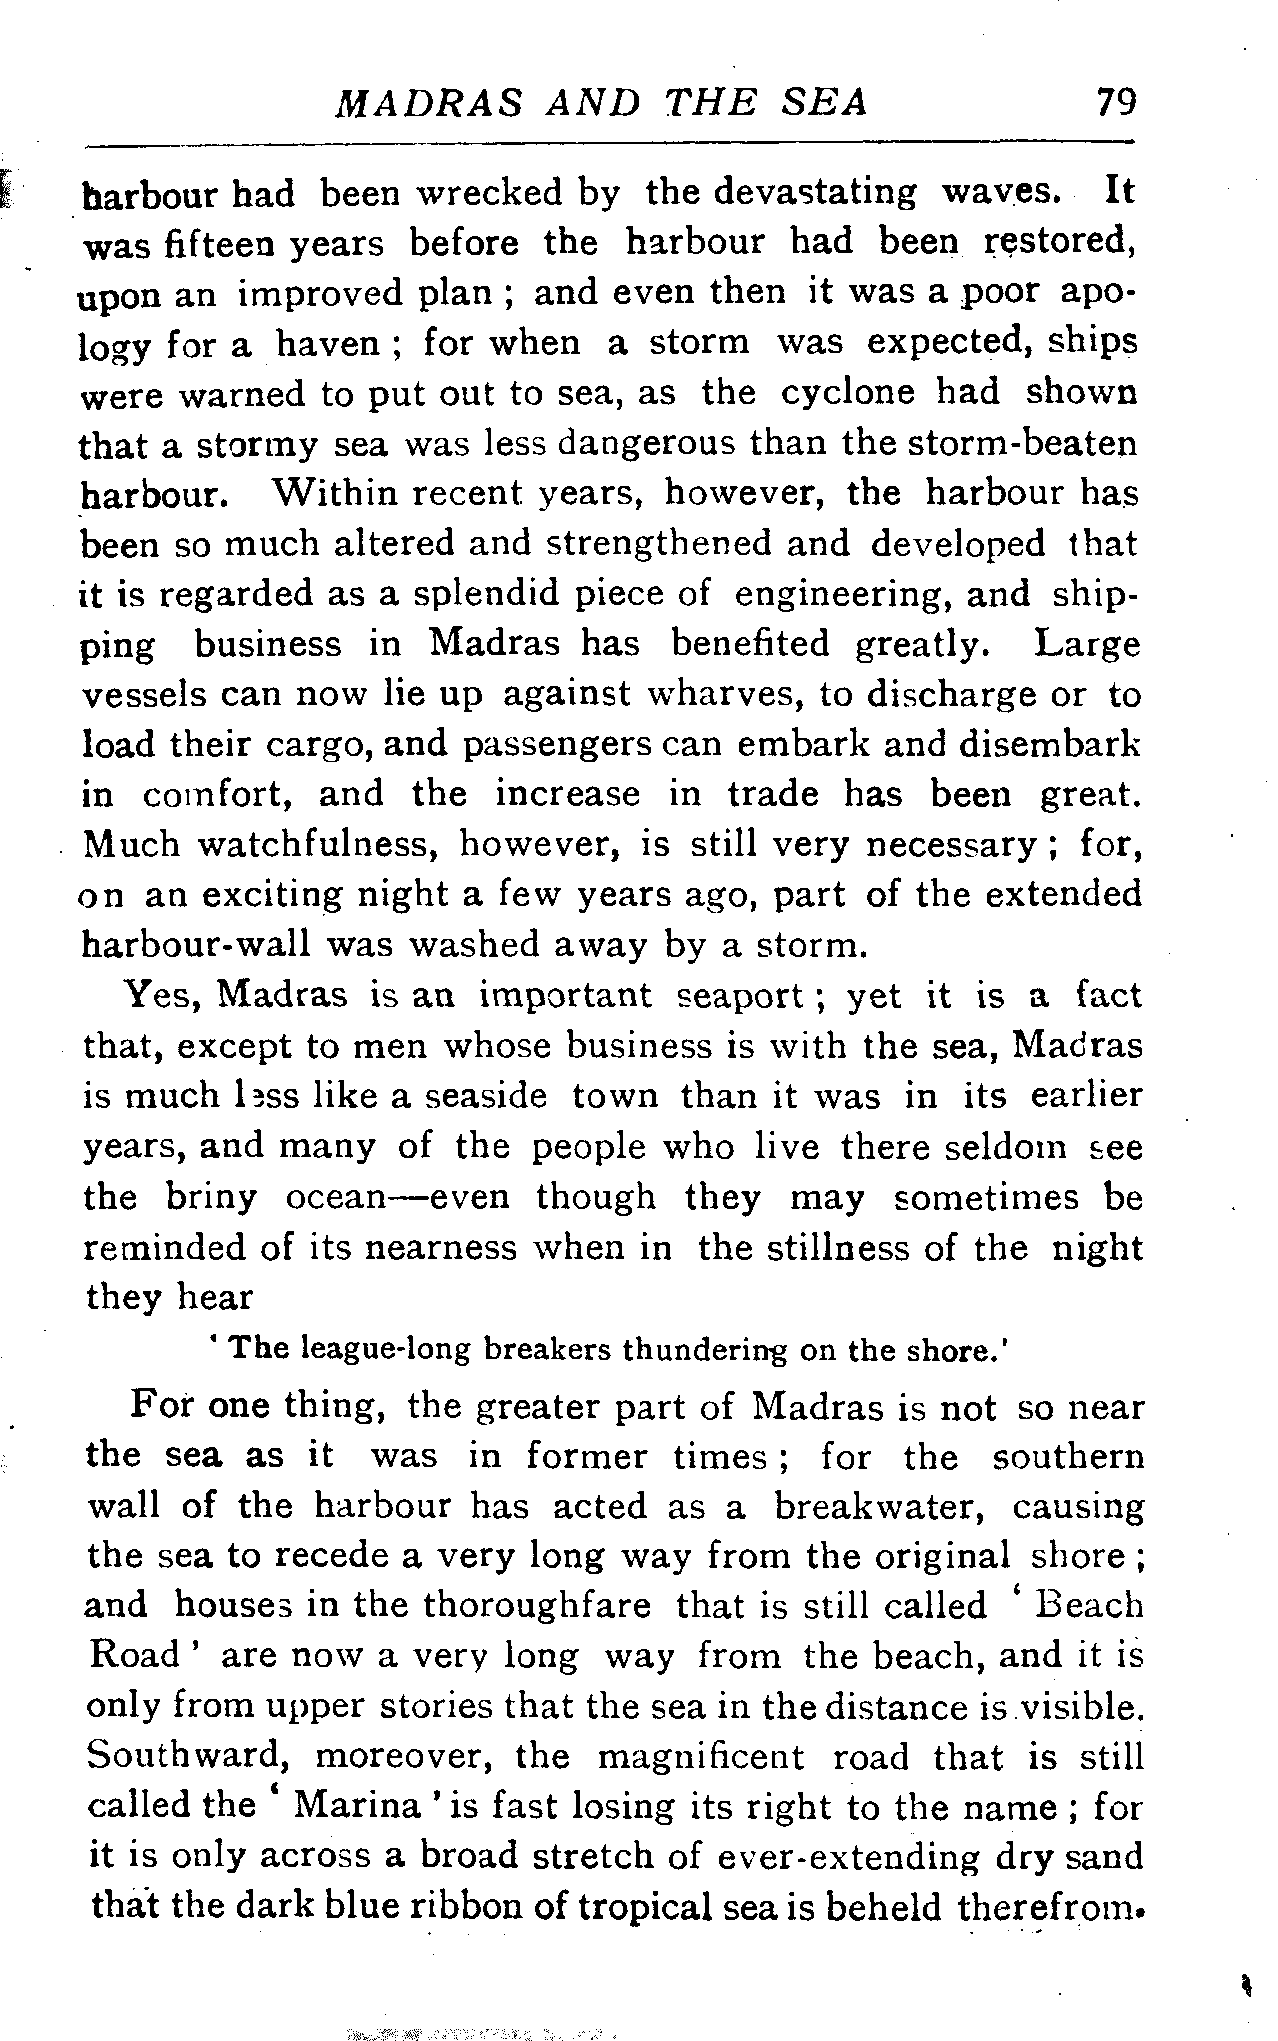 MADRAS AND THE SEA 79
harbour had been wrecked by the devastating waves. It
was fifteen years before the harbour had been restored,
upon an improved plan ; and even then it was a poor apo-
logy for a haven ; for when a storm was expected, ships
were warned to put out to sea, as the cyclone had shown
that a stormy sea was less dangerous than the storm-beaten
harbour. Within recent years, however, the harbour has
been so much altered and strengthened and developed that
it is regarded as a splendid piece of engineering, and ship-
ping business in Madras has benefited greatly. Large
vessels can now lie up against wharves, to discharge or to
load their cargo, and passengers can embark and disembark
in comfort, and the increase in trade has been great.
Much watchfulness, however, is still very necessary ; for,
on an exciting night a few years ago, part of the extended
harbour-wall was washed away by a storm.
Yes, Madras is an important seaport ; yet it is a fact
that, except to men whose business is with the sea, Madras
is much less like a seaside town than it was in its earlier
years, and many of the people who live there seldom see
the briny ocean—even though they may sometimes be
reminded of its nearness when in the stillness of the night
they hear
‘ The league-long breakers thundering on the shore.’
For one thing, the greater part of Madras is not so near
the sea as it was in former times ; for the southern
wall of the harbour has acted as a breakwater, causing
the sea to recede a very long way from the original shore ;
and houses in the thoroughfare that is still called ‘ Beach
Road ’ are now a very long way from the beach, and it is
only from upper stories that the sea in the distance is visible.
Southward, moreover, the magnificent road that is still
called the ‘ Marina ’ is fast losing its right to the name ; for
it is only across a broad stretch of ever-extending dry sand
that the dark blue ribbon of tropical sea is beheld therefrom.